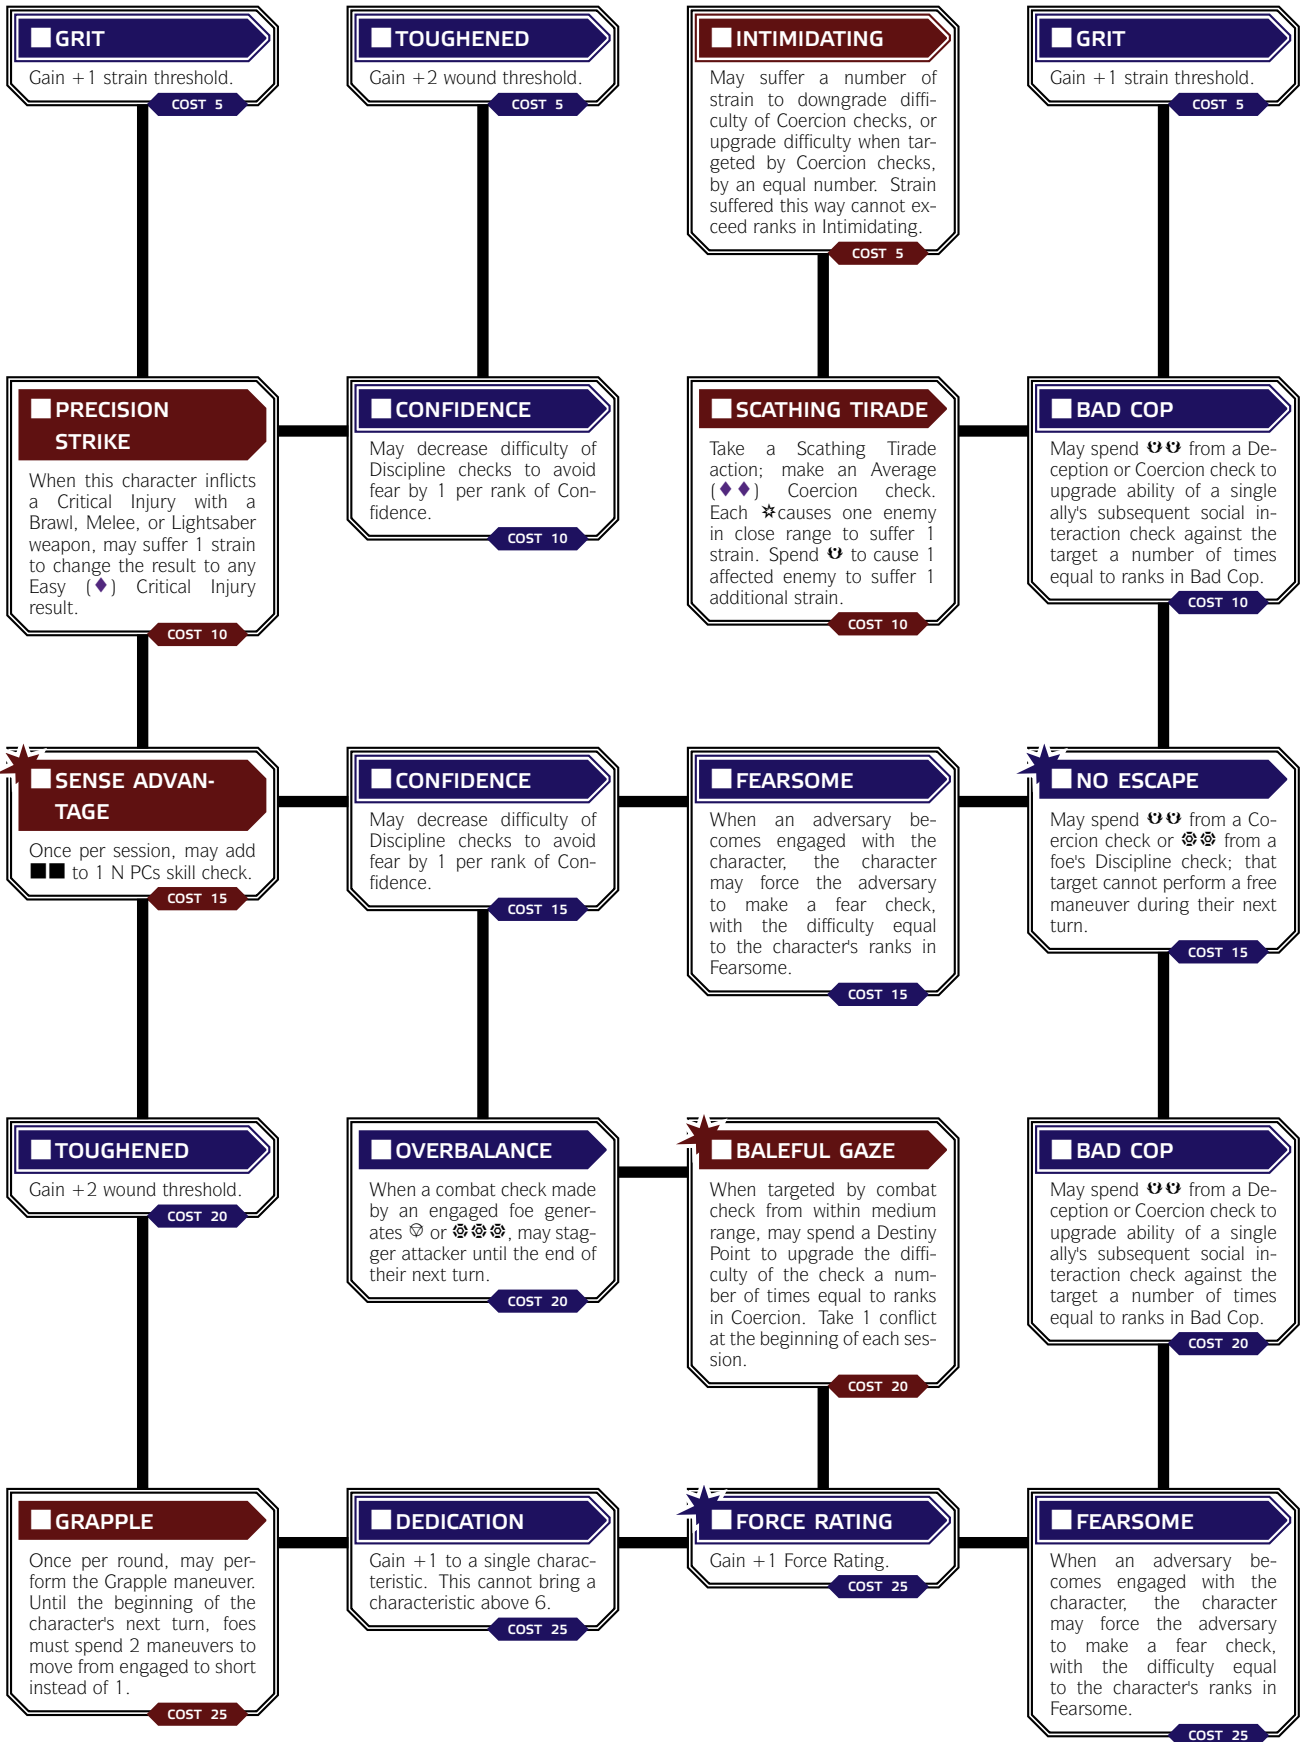 GRIT
Gain +1 strain threshold.
COST 5
TOUGHENED
Gain +2 wound threshold.
COST 5
INTIMIDATING
May suffer a number of
strain to downgrade diffi-
culty of Coercion checks, or
upgrade difficulty when tar-
geted by Coercion checks,
by an equal number. Strain
suffered this way cannot ex-
ceed ranks in Intimidating.
COST 5
GRIT
Gain +1 strain threshold.
COST 5
PRECISION
STRIKE
When this character inflicts
a Critical Injury with a
Brawl, Melee, or Lightsaber
weapon, may suffer 1 strain
to change the result to any
Easy (♦) Critical Injury
result.
COST 10
CONFIDENCE
May decrease difficulty of
Discipline checks to avoid
fear by 1 per rank of Con-
fidence.
COST 10
SCATHING TIRADE
Take a Scathing Tirade
action; make an Average
(♦♦) Coercion check.
Each causes one enemy
in close range to suffer 1
strain. Spend to cause 1
affected enemy to suffer 1
additional strain.
COST 10
BAD COP
May spend from a De-
ception or Coercion check to
upgrade ability of a single
ally's subsequent social in-
teraction check against the
target a number of times
equal to ranks in Bad Cop.
COST 10
SENSE ADVAN-
TAGE
Once per session, may add
■■ to 1 N PCs skill check.
COST 15
CONFIDENCE
May decrease difficulty of
Discipline checks to avoid
fear by 1 per rank of Con-
fidence.
COST 15
FEARSOME
When an adversary be-
comes engaged with the
character, the character
may force the adversary
to make a fear check,
with the difficulty equal
to the character's ranks in
Fearsome.
COST 15
NO ESCAPE
May spend from a Co-
ercion check or from a
foe's Discipline check; that
target cannot perform a free
maneuver during their next
turn.
COST 15
TOUGHENED
Gain +2 wound threshold.
COST 20
OVERBALANCE
When a combat check made
by an engaged foe gener-
ates or , may stag-
ger attacker until the end of
their next turn.
COST 20
BALEFUL GAZE
When targeted by combat
check from within medium
range, may spend a Destiny
Point to upgrade the diffi-
culty of the check a num-
ber of times equal to ranks
in Coercion. Take 1 conflict
at the beginning of each ses-
sion.
COST 20
BAD COP
May spend from a De-
ception or Coercion check to
upgrade ability of a single
ally's subsequent social in-
teraction check against the
target a number of times
equal to ranks in Bad Cop.
COST 20
GRAPPLE
Once per round, may per-
form the Grapple maneuver.
Until the beginning of the
character's next turn, foes
must spend 2 maneuvers to
move from engaged to short
instead of 1.
COST 25
DEDICATION
Gain +1 to a single charac-
teristic. This cannot bring a
characteristic above 6.
COST 25
FORCE RATING
Gain +1 Force Rating.
COST 25
FEARSOME
When an adversary be-
comes engaged with the
character, the character
may force the adversary
to make a fear check,
with the difficulty equal
to the character's ranks in
Fearsome.
COST 25